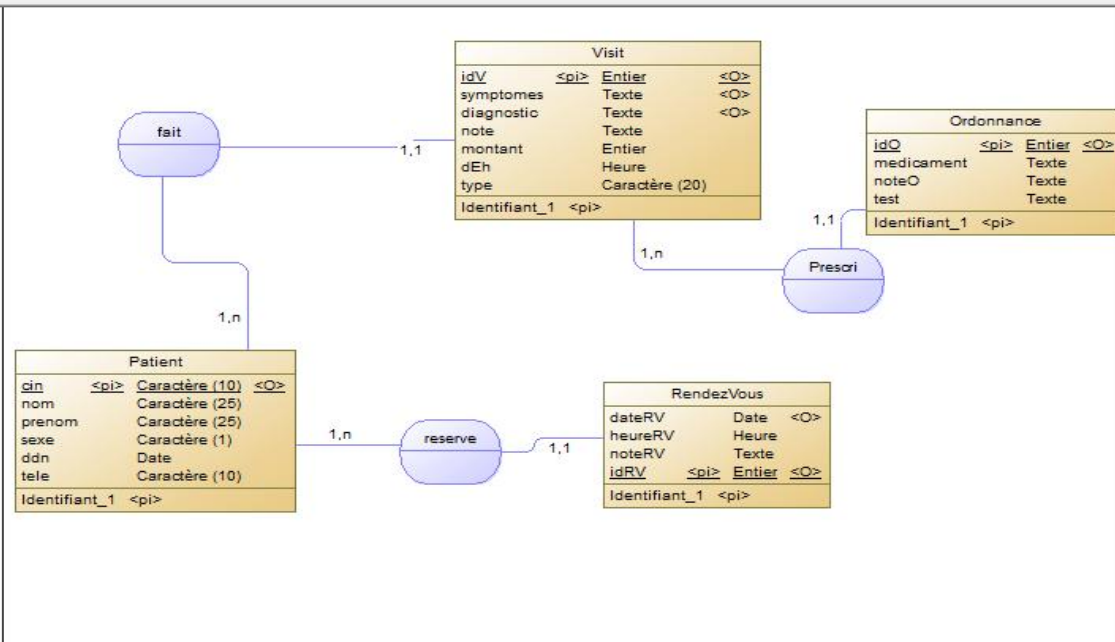 Visit
idV <pi> Entier <O>
symptomes Texte <O>
diagnostic Texte <O>
note Texte
montant Entier
dEh Heure
type Caractère (20)
Identifiant_1 <pi>
fait
1,1
Ordonnance
idO <pi> Entier <O>
medicament Texte
noteO Texte
test Texte
Identifiant_1 <pi>
1,1
1,n
Prescri
1,n
Patient
cin <pi> Caractère (10) <O>
nom Caractère (25)
prenom Caractère (25)
sexe Caractère (1)
ddn Date
tele Caractère (10)
Identifiant_1 <pi>
1,n
reserve
1,1
RendezVous
dateRV Date <O>
heureRV Heure
noteRV Texte
idRV <pi> Entier <O>
Identifiant_1 <pi>